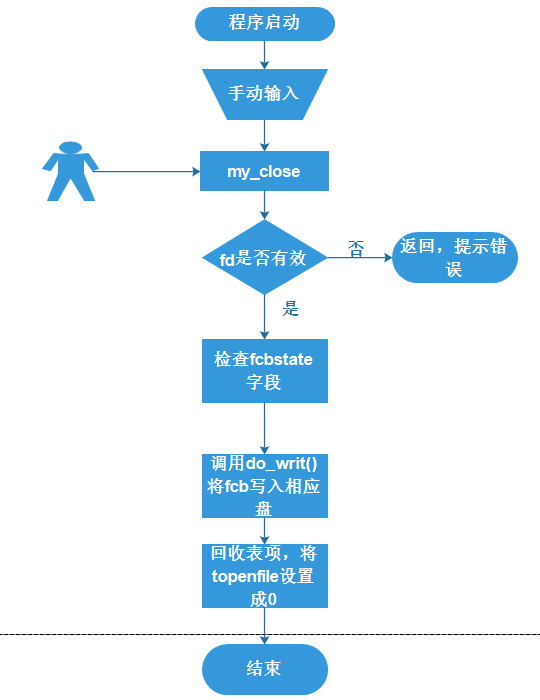 程序启动
手动输入
my_close
fd是否有效
否
返回，提示错
误
是
检查fcbstate
字段
调用do_writ()
将fcb写入相应
盘
回收表项，将
topenfile设置
成0
结束